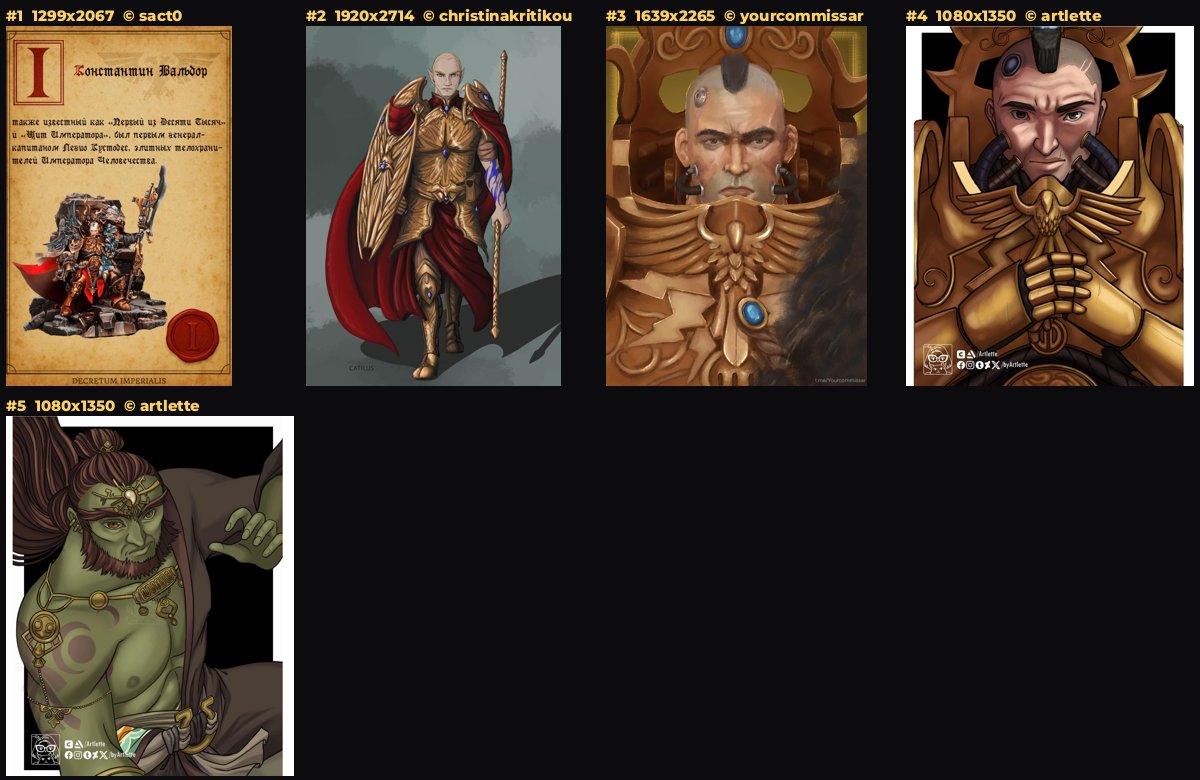 #1 1299x2067 © sact0
#2 1920x2714 © christinakritikou
#3 1639x2265 © yourcommissar
#4 1080x1350 © artlette
I
Константин Вальдор
также известный как «Первый из Десяти Тысяч»
и «Щит Императора», был первым генерал-
капитаном Легио Кустодес, элитных телохрани-
телей Императора Человечества.
I
DECRETUM IMPERIALIS
CATILUS
t.me/Yourcommissar
/Artlette
/byArtlette
#5 1080x1350 © artlette
/Artlette
/byArtlette